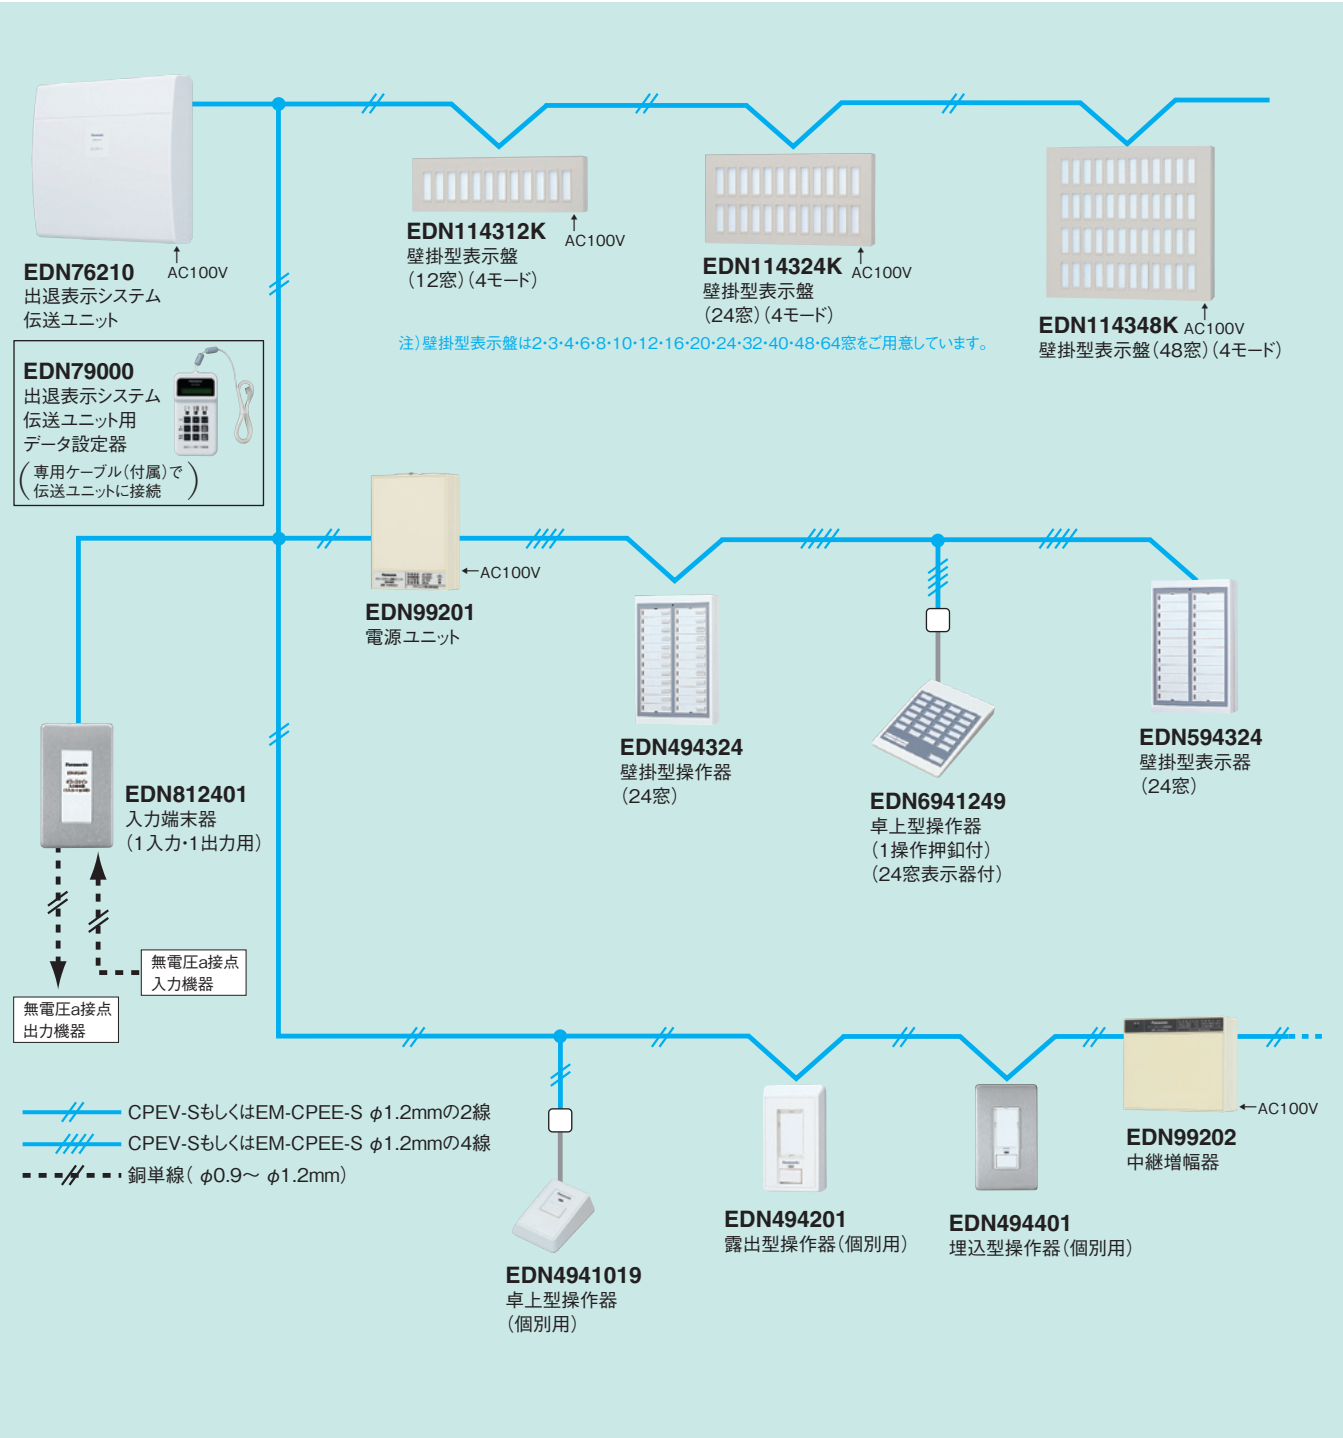 EDN76210
出退表示システム
伝送ユニット
AC100V
EDN114312K
壁掛型表示盤
(12窓)(4モード)
AC100V
EDN114324K
壁掛型表示盤
(24窓)(4モード)
AC100V
EDN114348K
壁掛型表示盤(48窓)(4モード)
AC100V
注)壁掛型表示盤は2・3・4・6・8・10・12・16・20・24・32・40・48・64窓をご用意しています。
EDN79000
出退表示システム
伝送ユニット用
データ設定器
(専用ケーブル(付属)で
伝送ユニットに接続)
EDN99201
電源ユニット
AC100V
EDN494324
壁掛型操作器
(24窓)
EDN6941249
卓上型操作器
(1操作押釦付)
(24窓表示器付)
EDN594324
壁掛型表示器
(24窓)
Panasonic
EDN812401
入力端末器
(1入力・1出力用)
無電圧a接点
入力機器
無電圧a接点
出力機器
CPEV-SもしくはEM-CPEE-S φ1.2mmの2線
CPEV-SもしくはEM-CPEE-S φ1.2mmの4線
銅単線( φ0.9〜 φ1.2mm)
EDN4941019
卓上型操作器
(個別用)
EDN494201
露出型操作器(個別用)
EDN494401
埋込型操作器(個別用)
EDN99202
中継増幅器
AC100V